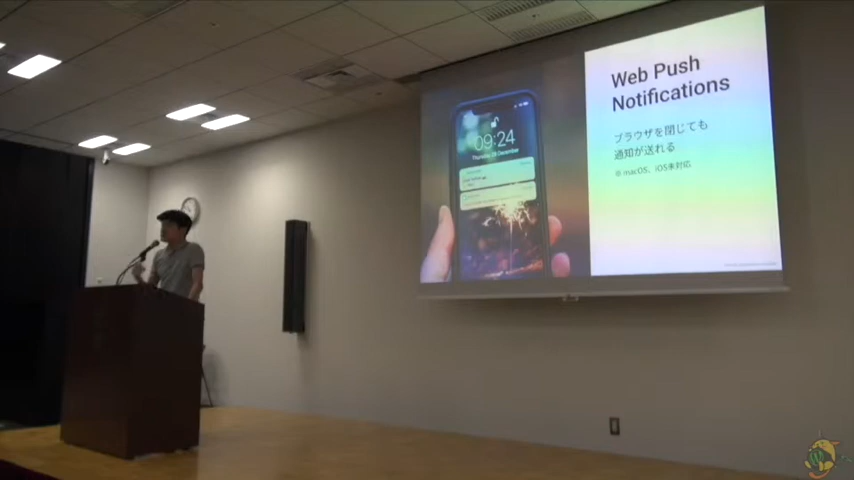 Web Push
Notifications
ブラウザを閉じても
通知が送れる
※ macOS、iOS未対応
09:24